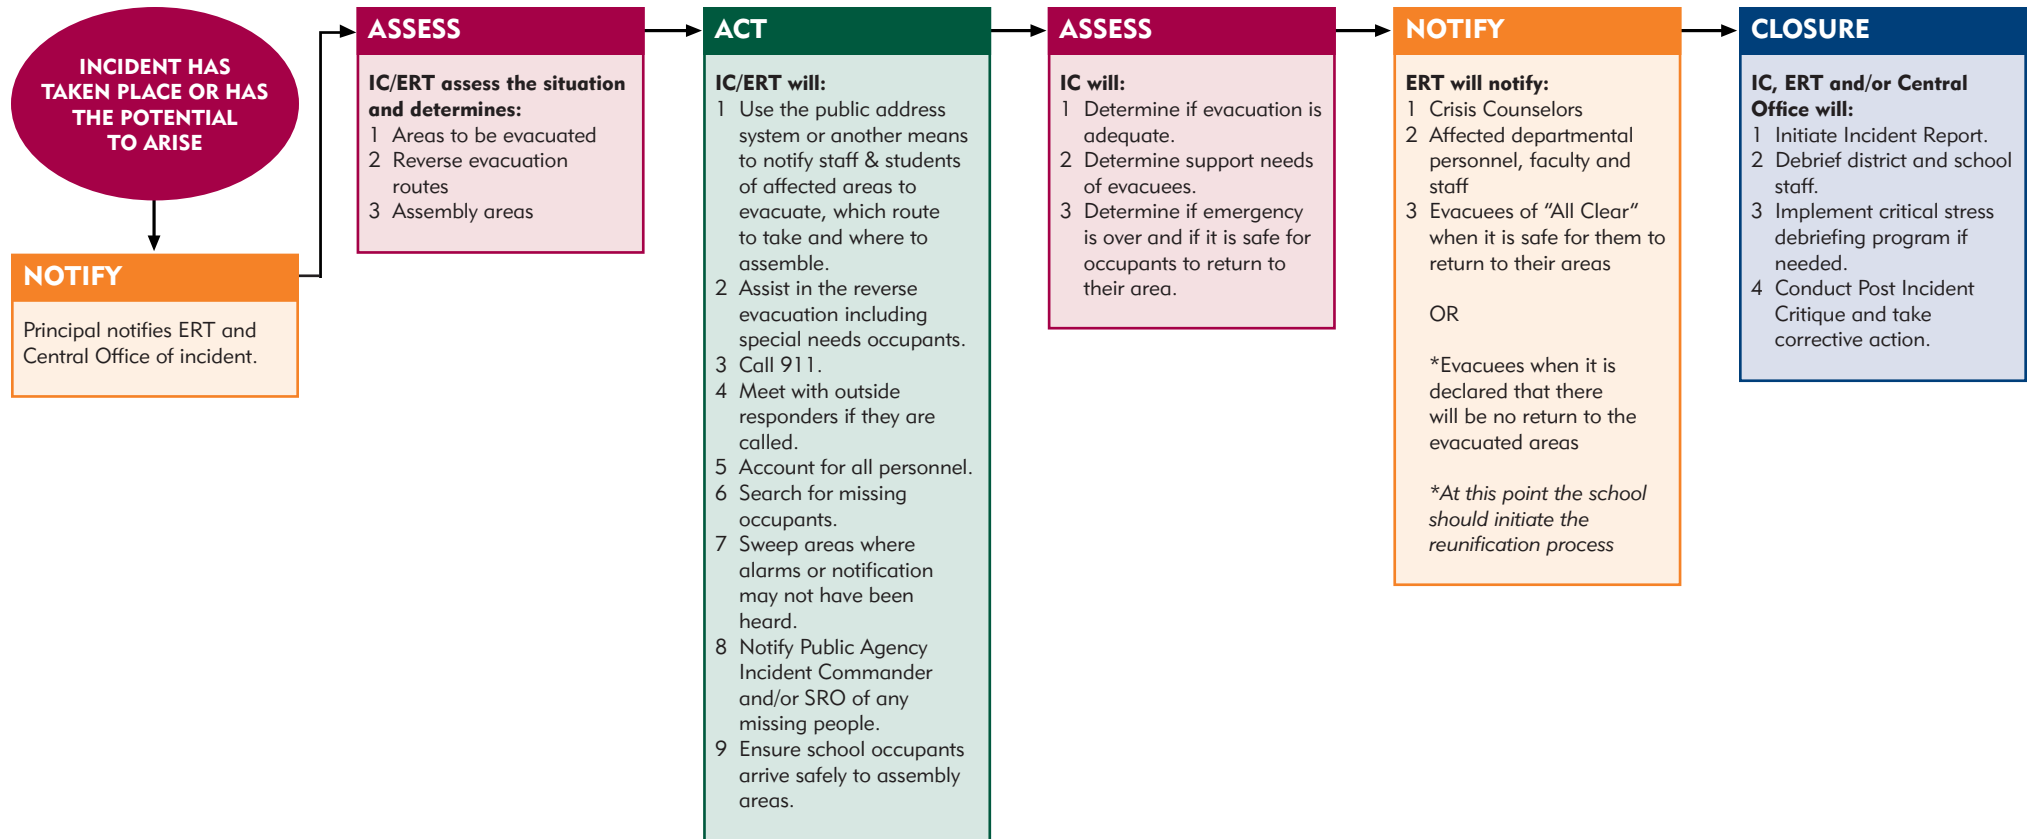 INCIDENT HAS
TAKEN PLACE OR HAS
THE POTENTIAL
TO ARISE
NOTIFY
Principal notifies ERT and
Central Office of incident.
ASSESS
IC/ERT assess the situation
and determines:
1 Areas to be evacuated
2 Reverse evacuation
routes
3 Assembly areas
ACT
IC/ERT will:
1 Use the public address
system or another means
to notify staff & students
of affected areas to
evacuate, which route
to take and where to
assemble.
2 Assist in the reverse
evacuation including
special needs occupants.
3 Call 911.
4 Meet with outside
responders if they are
called.
5 Account for all personnel.
6 Search for missing
occupants.
7 Sweep areas where
alarms or notification
may not have been
heard.
8 Notify Public Agency
Incident Commander
and/or SRO of any
missing people.
9 Ensure school occupants
arrive safely to assembly
areas.
ASSESS
IC will:
1 Determine if evacuation is
adequate.
2 Determine support needs
of evacuees.
3 Determine if emergency
is over and if it is safe for
occupants to return to
their area.
NOTIFY
ERT will notify:
1 Crisis Counselors
2 Affected departmental
personnel, faculty and
staff
3 Evacuees of “All Clear”
when it is safe for them to
return to their areas
OR
*Evacuees when it is
declared that there
will be no return to the
evacuated areas
*At this point the school
should initiate the
reunification process
CLOSURE
IC, ERT and/or Central
Office will:
1 Initiate Incident Report.
2 Debrief district and school
staff.
3 Implement critical stress
debriefing program if
needed.
4 Conduct Post Incident
Critique and take
corrective action.